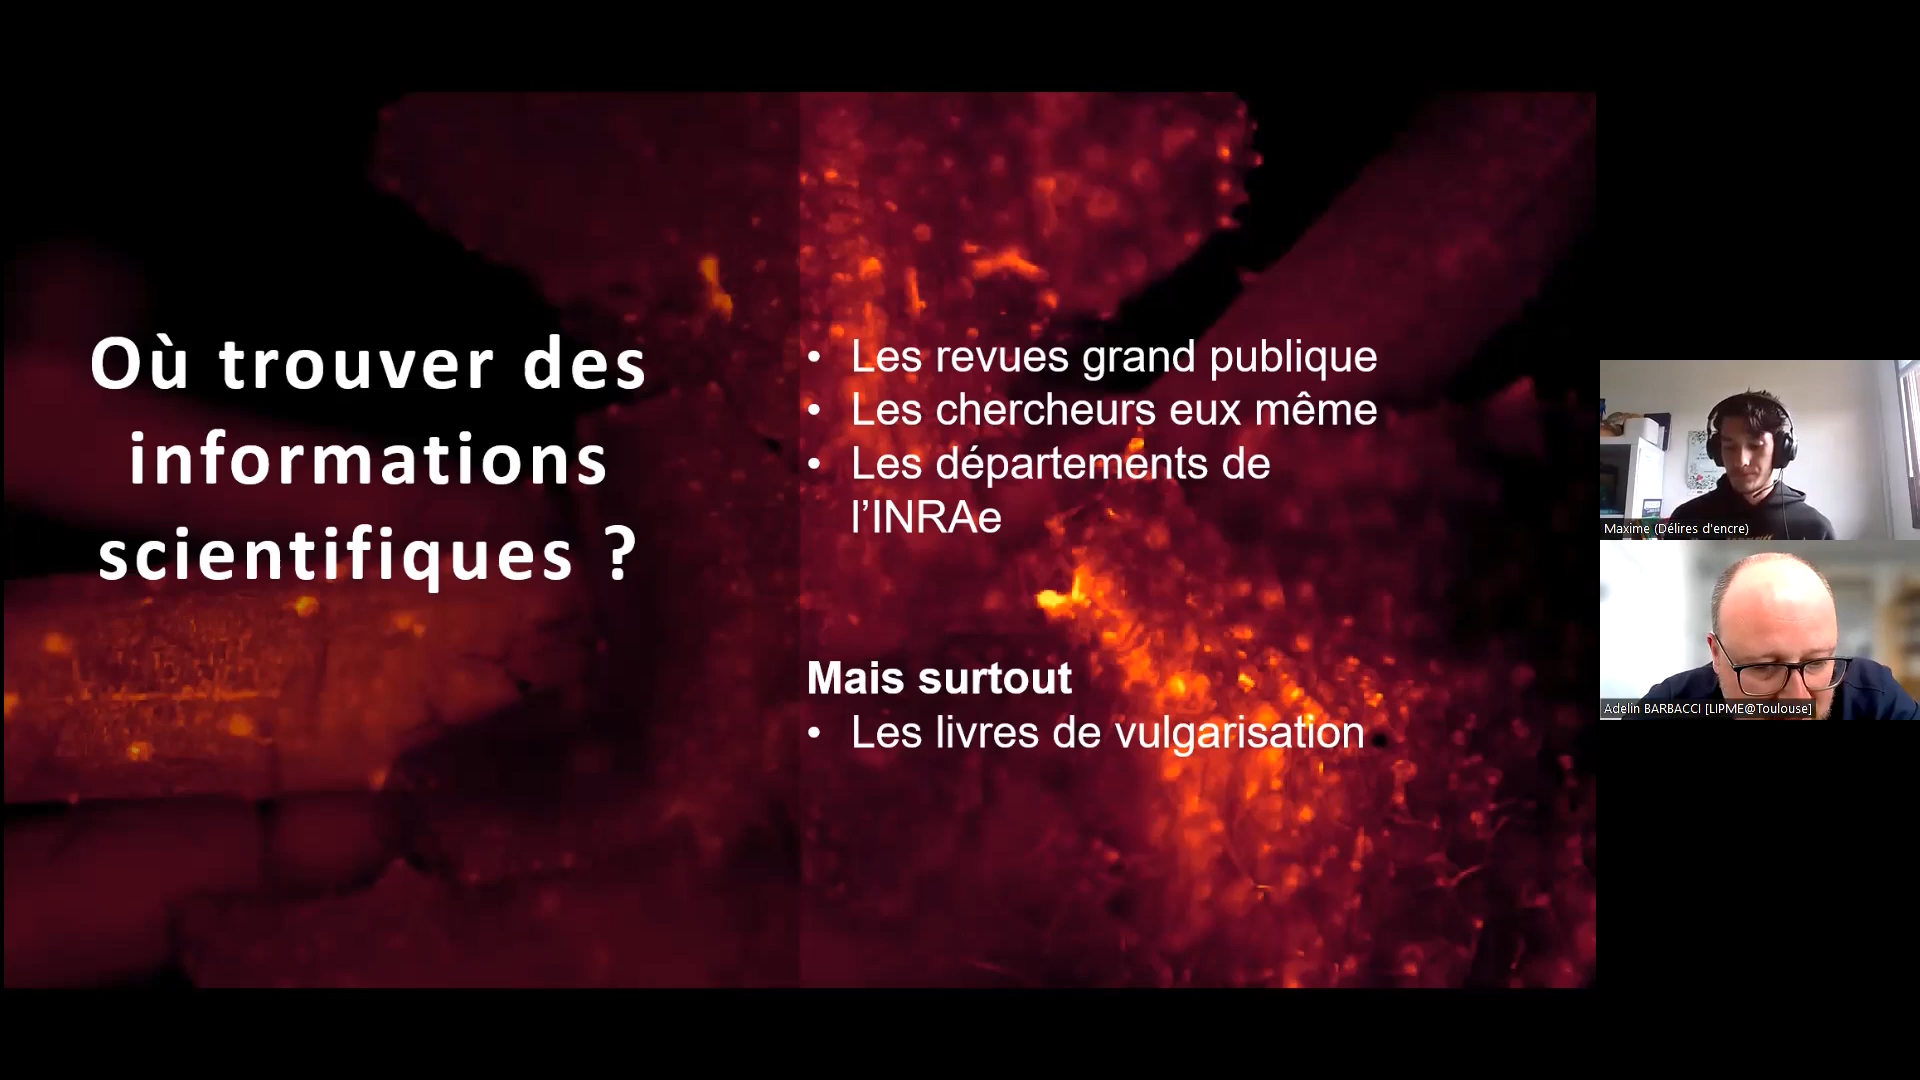 Où trouver des
informations
scientifiques ?
• Les revues grand publique
• Les chercheurs eux même
• Les départements de
l’INRAe
Mais surtout
• Les livres de vulgarisation
Maxime (Délires d'encre)
Adelin BARBACCI [LIPME@Toulouse]